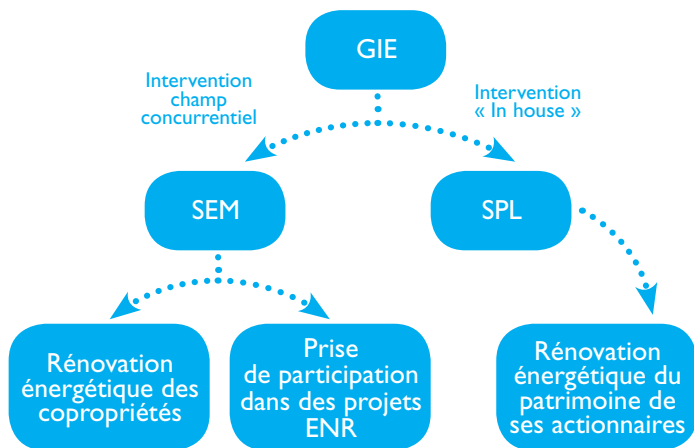 GIE
Intervention
champ
concurrentiel
Intervention
« In house »
SEM
SPL
Rénovation
énergétique des
copropriétés
Prise
de participation
dans des projets
ENR
Rénovation
énergétique du
patrimoine de
ses actionnaires